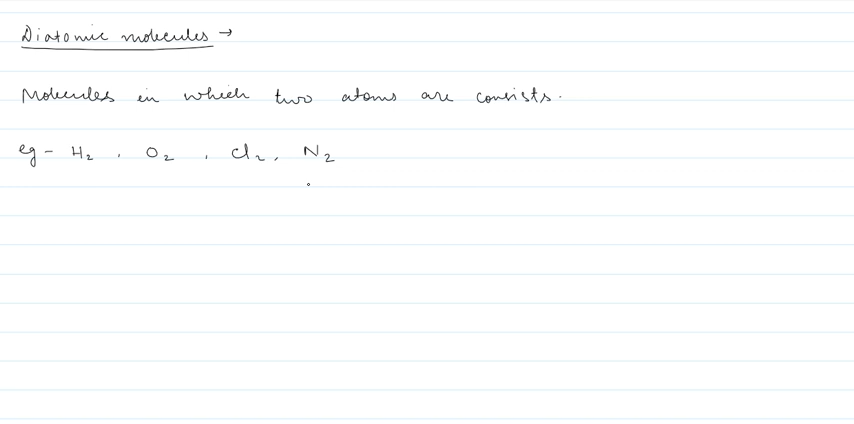 Diatomic molecules →
Molecules in which two atoms are consists.
eg - H₂ , O₂ , Cl₂, N₂